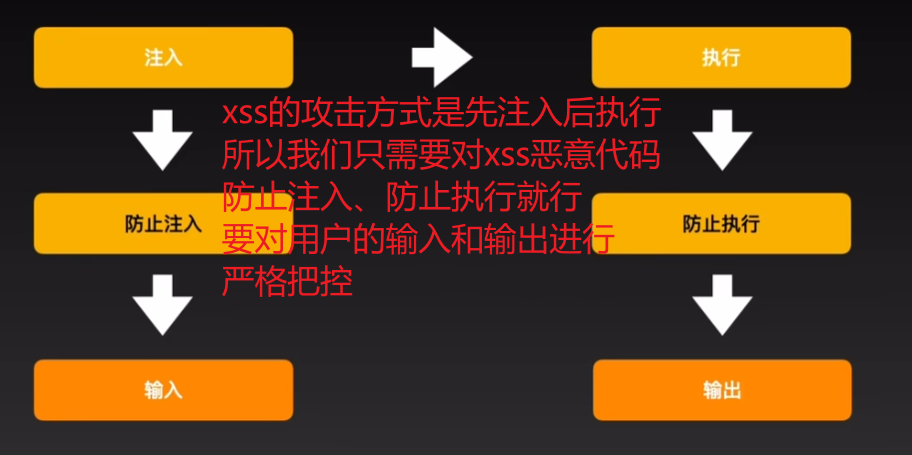 注入
执行
xss的攻击方式是先注入后执行
所以我们只需要对xss恶意代码
防止注入、防止执行就行
要对用户的输入和输出进行
严格把控
防止注入
防止执行
输入
输出